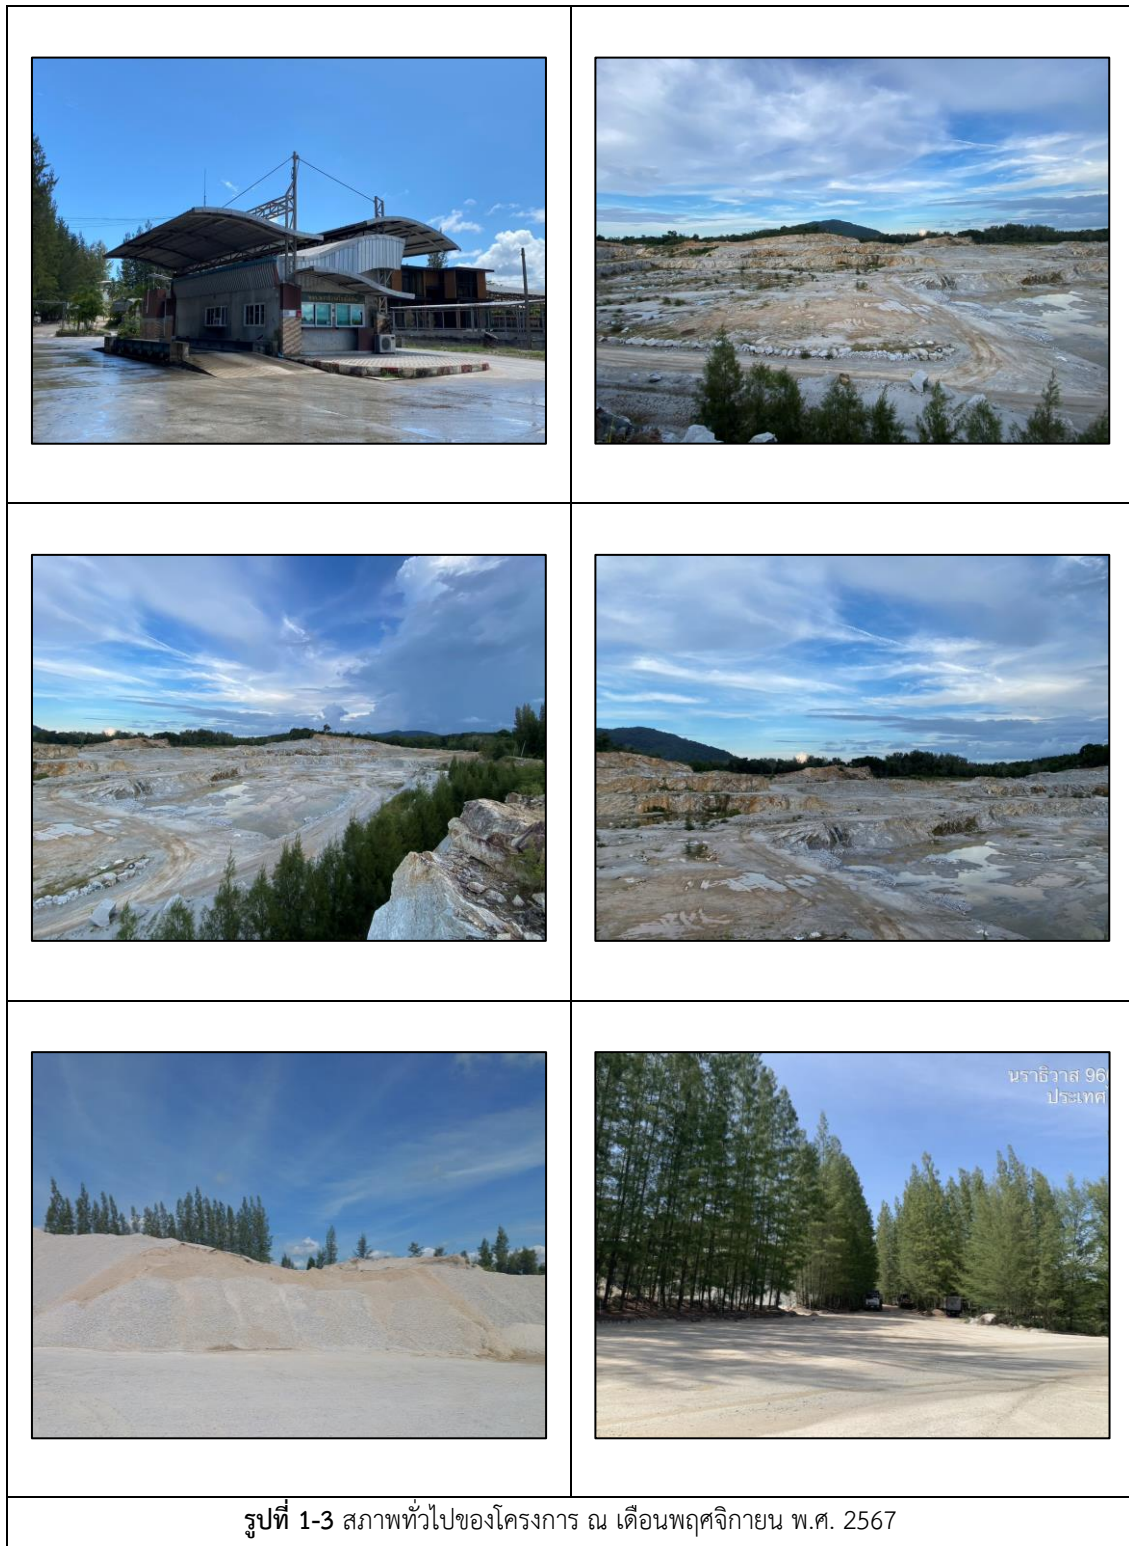 นราธิวาส 96
ประเทศ
รูปที่ 1-3 สภาพทั่วไปของโครงการ ณ เดือนพฤศจิกายน พ.ศ. 2567